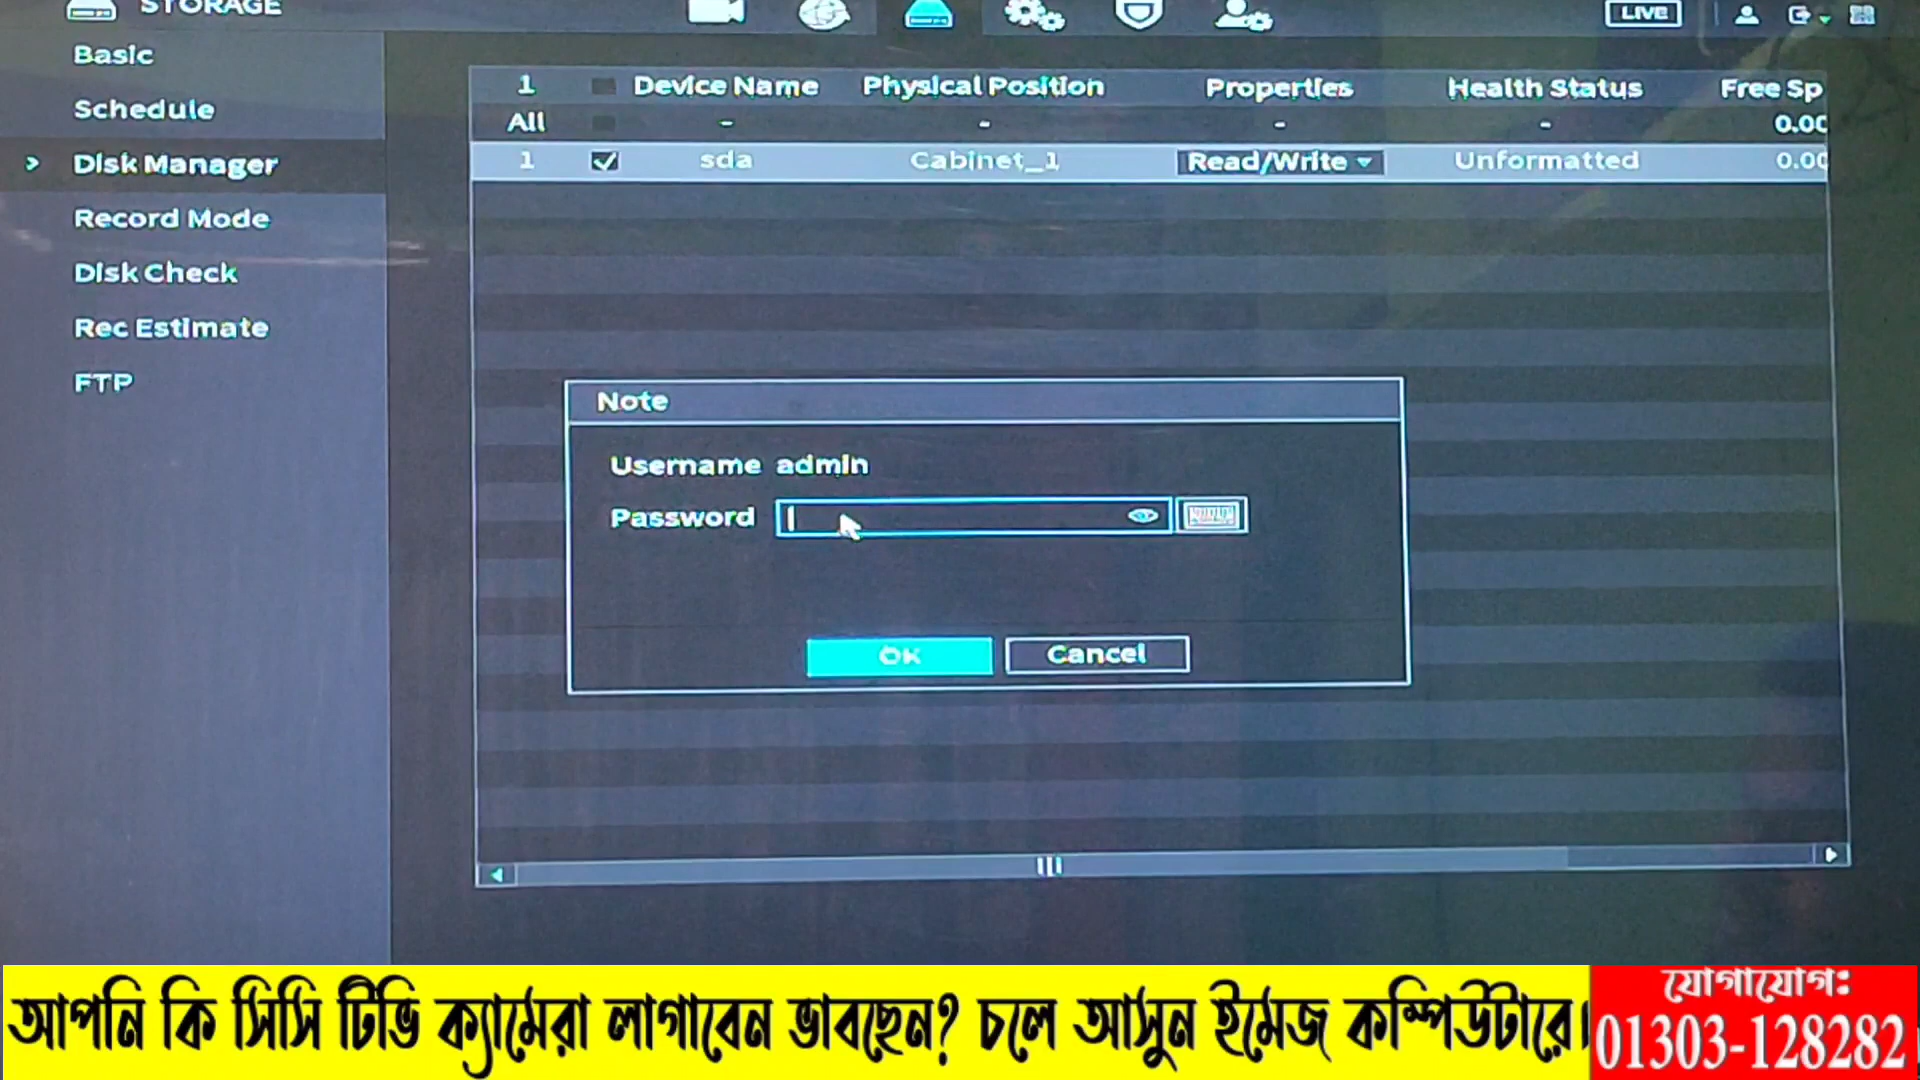 STORAGE
LIVE
Basic
Schedule
> Disk Manager
Record Mode
Disk Check
Rec Estimate
FTP
1 Device Name Physical Position Properties Health Status Free Sp
All - - - - 0.00
1 sda Cabinet_1 Read/Write Unformatted 0.00
Note
Username admin
Password
OK Cancel
আপনি কি সিসি টিভি ক্যামেরা লাগাবেন ভাবছেন? চলে আসুন ইমেজ কম্পিউটারে।
যোগাযোগ:
01303-128282